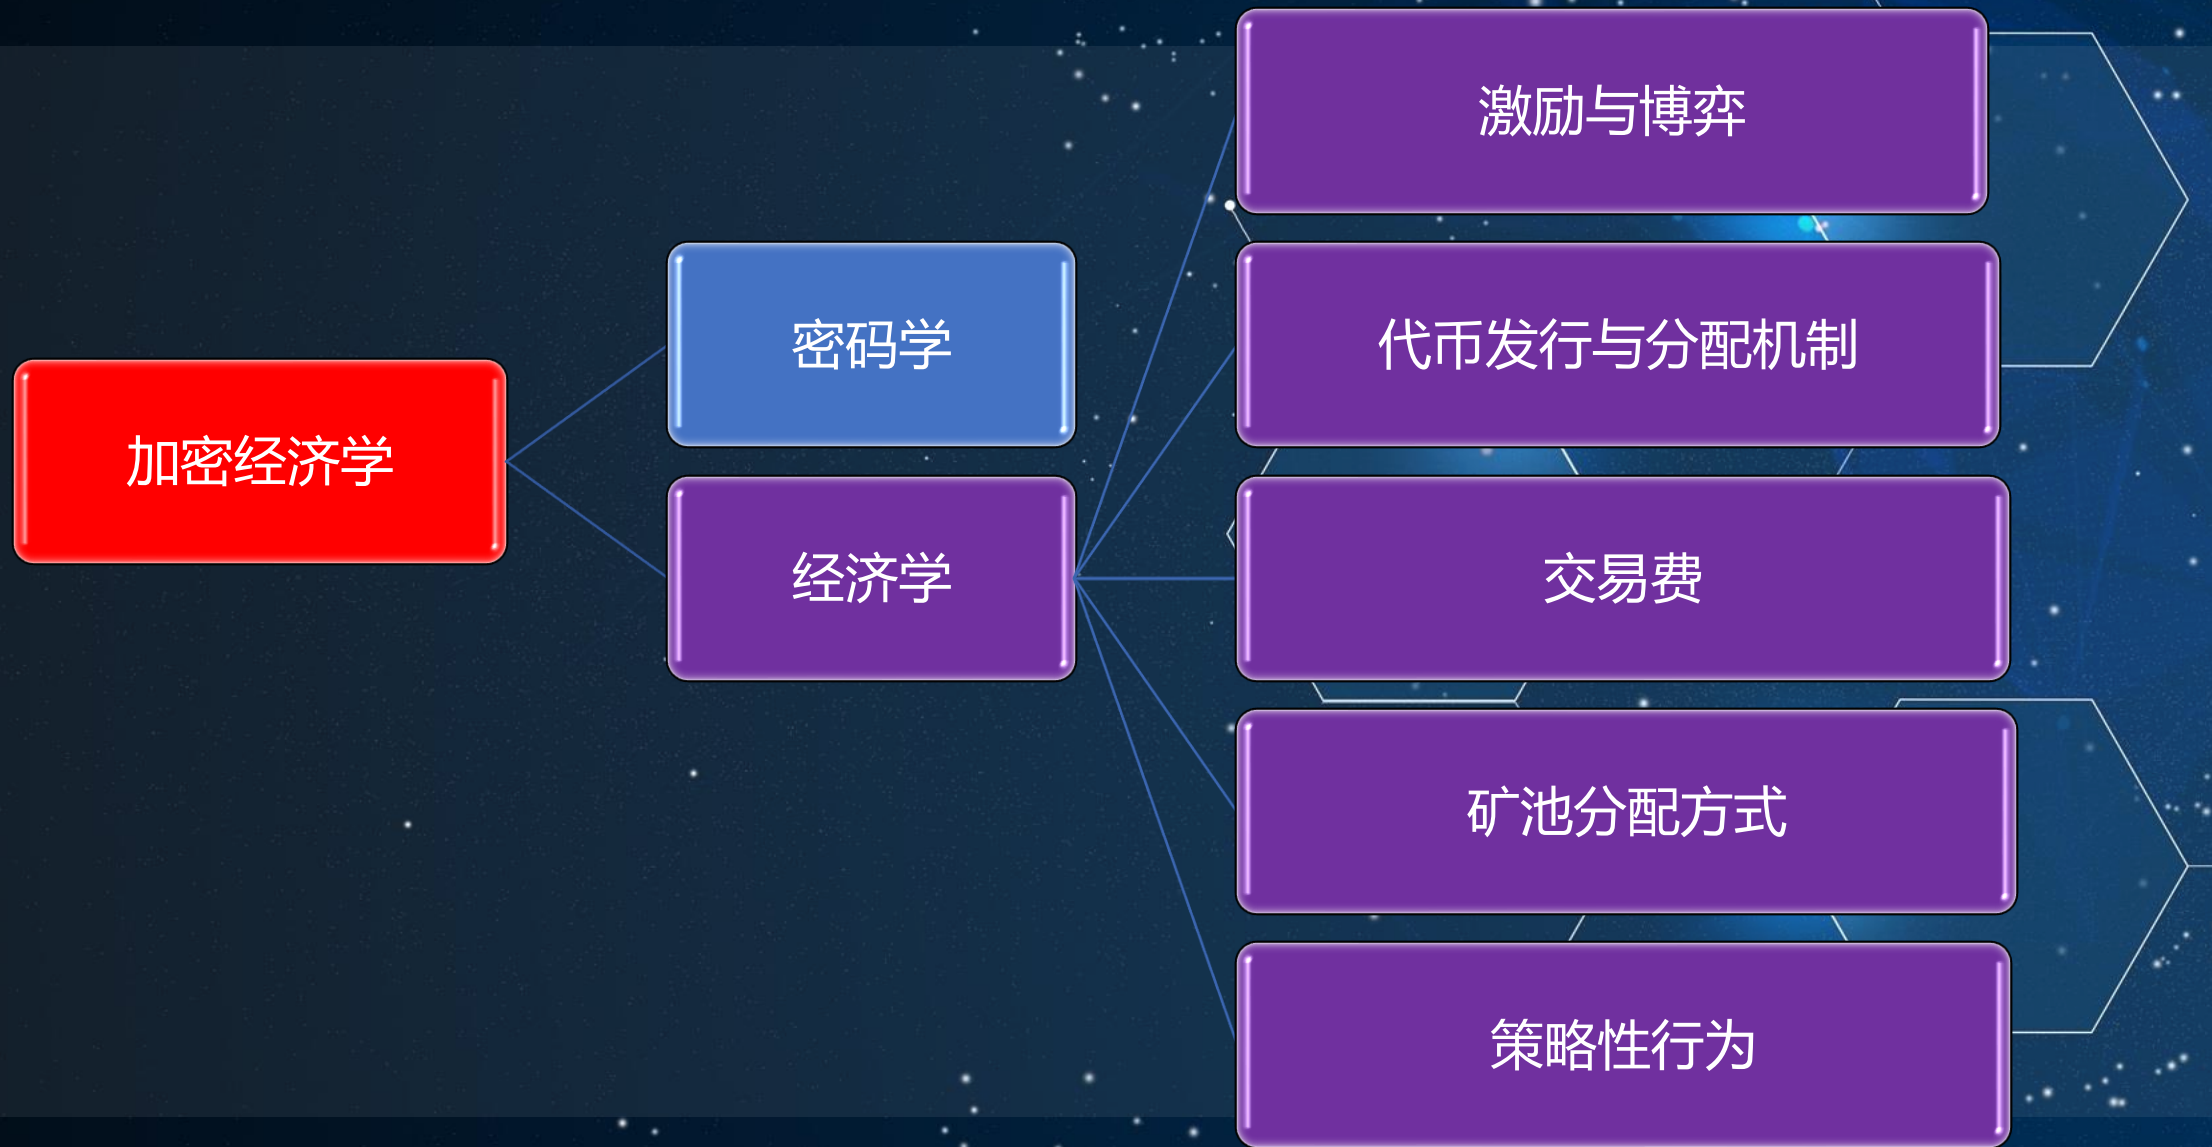 加密经济学
密码学
经济学
激励与博弈
代币发行与分配机制
交易费
矿池分配方式
策略性行为